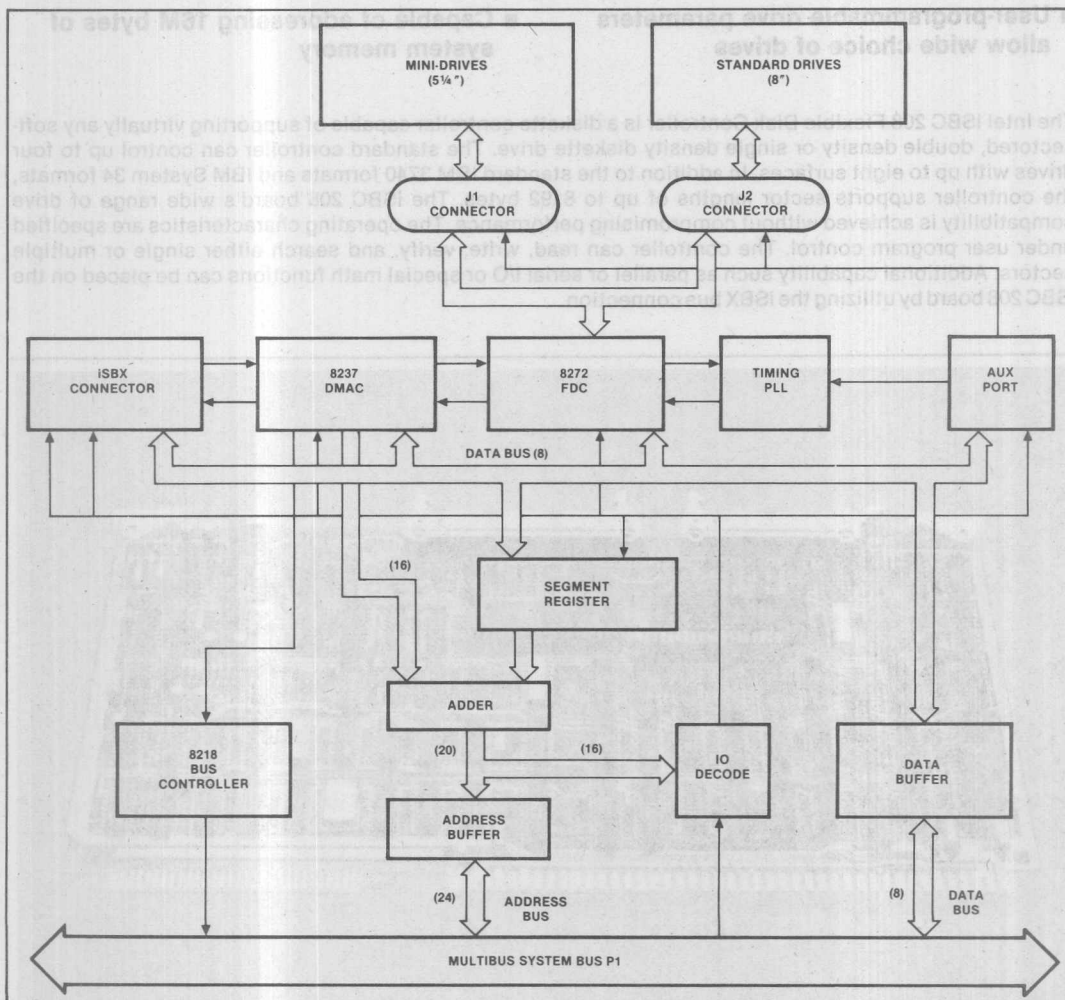 User-programmable drive parameters
allow wide choice of drives
Capable of addressing 16M bytes of
system memory
MINI-DRIVES
(5¼″)
STANDARD DRIVES
(8″)
The Intel iSBC 208 Flexible Disk Controller is a diskette controller capable of supporting virtually any soft-
sectored, double density or single density diskette drive. The standard controller can control up to four
drives with up to eight surfaces. In addition to the standard IBM 3740 formats and IBM System 34 formats,
the controller supports sector lengths of up to 8192 bytes. The iSBC 208 board's wide range of drive
compatibility is achieved without compromising performance. The operating characteristics are specified
under user program control. The controller can read, write, verify, and search either single or multiple
sectors. Additional capability such as parallel or serial I/O or special math functions can be placed on the
iSBC 208 board by utilizing the iSBX bus connection.
J1
CONNECTOR
J2
CONNECTOR
iSBX
CONNECTOR
8237
DMAC
8272
FDC
TIMING
PLL
AUX
PORT
DATA BUS (8)
(16)
SEGMENT
REGISTER
ADDER
(20)
(16)
8218
BUS
CONTROLLER
IO
DECODE
DATA
BUFFER
ADDRESS
BUFFER
(24)
ADDRESS
BUS
(8)
DATA
BUS
MULTIBUS SYSTEM BUS P1